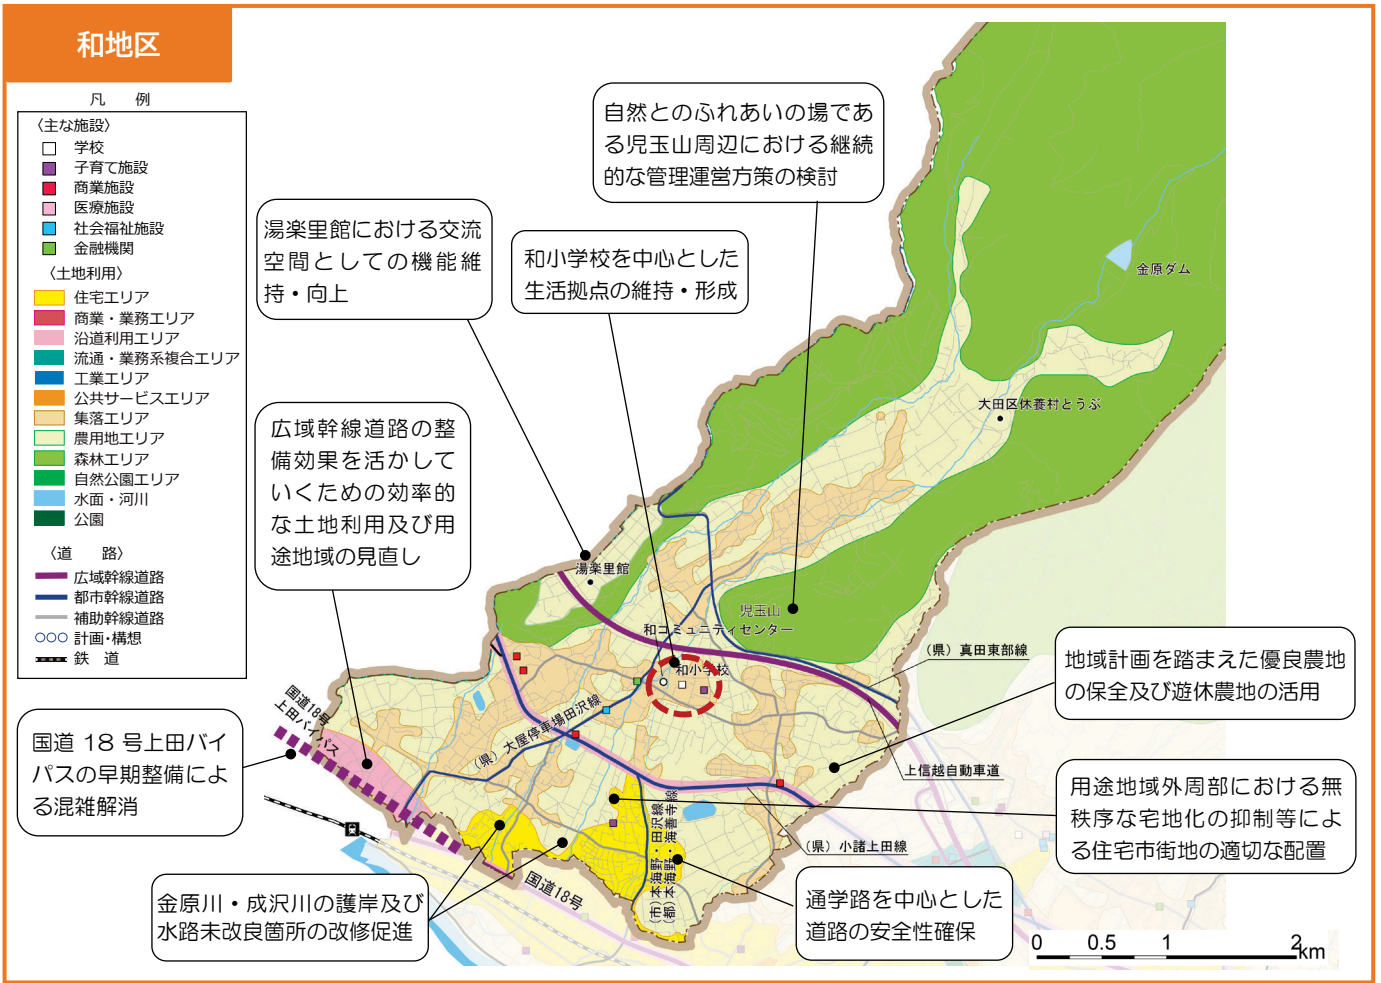 和地区
凡　例
〈主な施設〉
学校
子育て施設
商業施設
医療施設
社会福祉施設
金融機関
〈土地利用〉
住宅エリア
商業・業務エリア
沿道利用エリア
流通・業務系複合エリア
工業エリア
公共サービスエリア
集落エリア
農用地エリア
森林エリア
自然公園エリア
水面・河川
公園
〈道　路〉
広域幹線道路
都市幹線道路
補助幹線道路
計画・構想
鉄　道
自然とのふれあいの場であ
る児玉山周辺における継続
的な管理運営方策の検討
湯楽里館における交流
空間としての機能維
持・向上
和小学校を中心とした
生活拠点の維持・形成
広域幹線道路の整
備効果を活かして
いくための効率的
な土地利用及び用
途地域の見直し
金原ダム
大田区休養村とうぶ
湯楽里館
児玉山
和コミュニティセンター
和小学校
（県）真田東部線
地域計画を踏まえた優良農地
の保全及び遊休農地の活用
国道18号
上田バイパス
（県）大屋停車場田沢線
国道 18 号上田バイ
パスの早期整備によ
る混雑解消
上信越自動車道
用途地域外周部における無
秩序な宅地化の抑制等によ
る住宅市街地の適切な配置
（市）本海野・田沢線
（都）本海野・海善寺線
（県）小諸上田線
国道18号
金原川・成沢川の護岸及び
水路未改良箇所の改修促進
通学路を中心とした
道路の安全性確保
0 0.5 1 2km